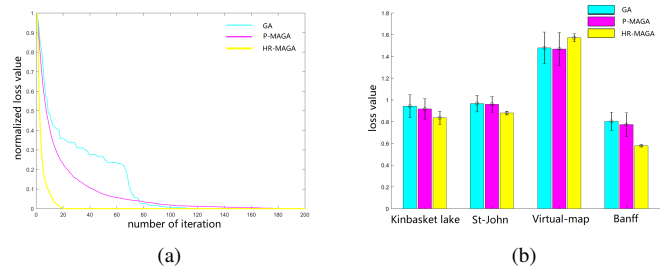 normalized loss value
1
0.9
0.8
0.7
0.6
0.5
0.4
0.3
0.2
0.1
0
0 20 40 60 80 100 120 140 160 180 200
number of iteration
GA
P-MAGA
HR-MAGA
(a)
loss value
1.8
1.6
1.4
1.2
1
0.8
0.6
0.4
0.2
0
Kinbasket lake St-John Virtual-map Banff
GA
P-MAGA
HR-MAGA
(b)